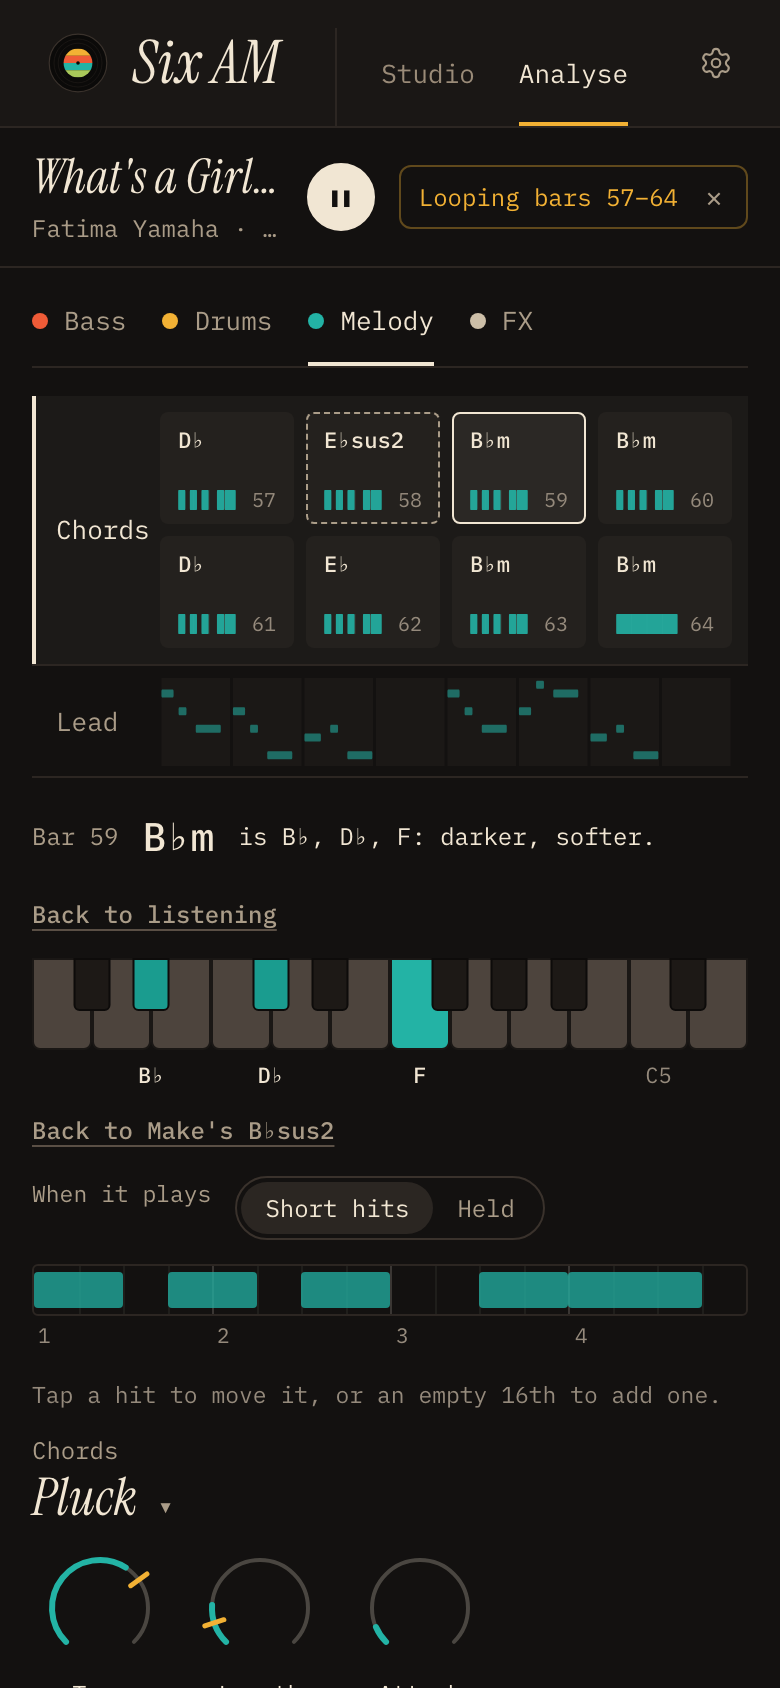 Six AM
Studio
Analyse
What's a Girl…
Fatima Yamaha · …
Looping bars 57–64 ×
Bass
Drums
Melody
FX
Chords
D♭
57
E♭sus2
58
B♭m
59
B♭m
60
D♭
61
E♭
62
B♭m
63
B♭m
64
Lead
Bar 59 B♭m is B♭, D♭, F: darker, softer.
Back to listening
B♭ D♭ F C5
Back to Make's B♭sus2
When it plays
Short hits
Held
1 2 3 4
Tap a hit to move it, or an empty 16th to add one.
Chords
Pluck ▾